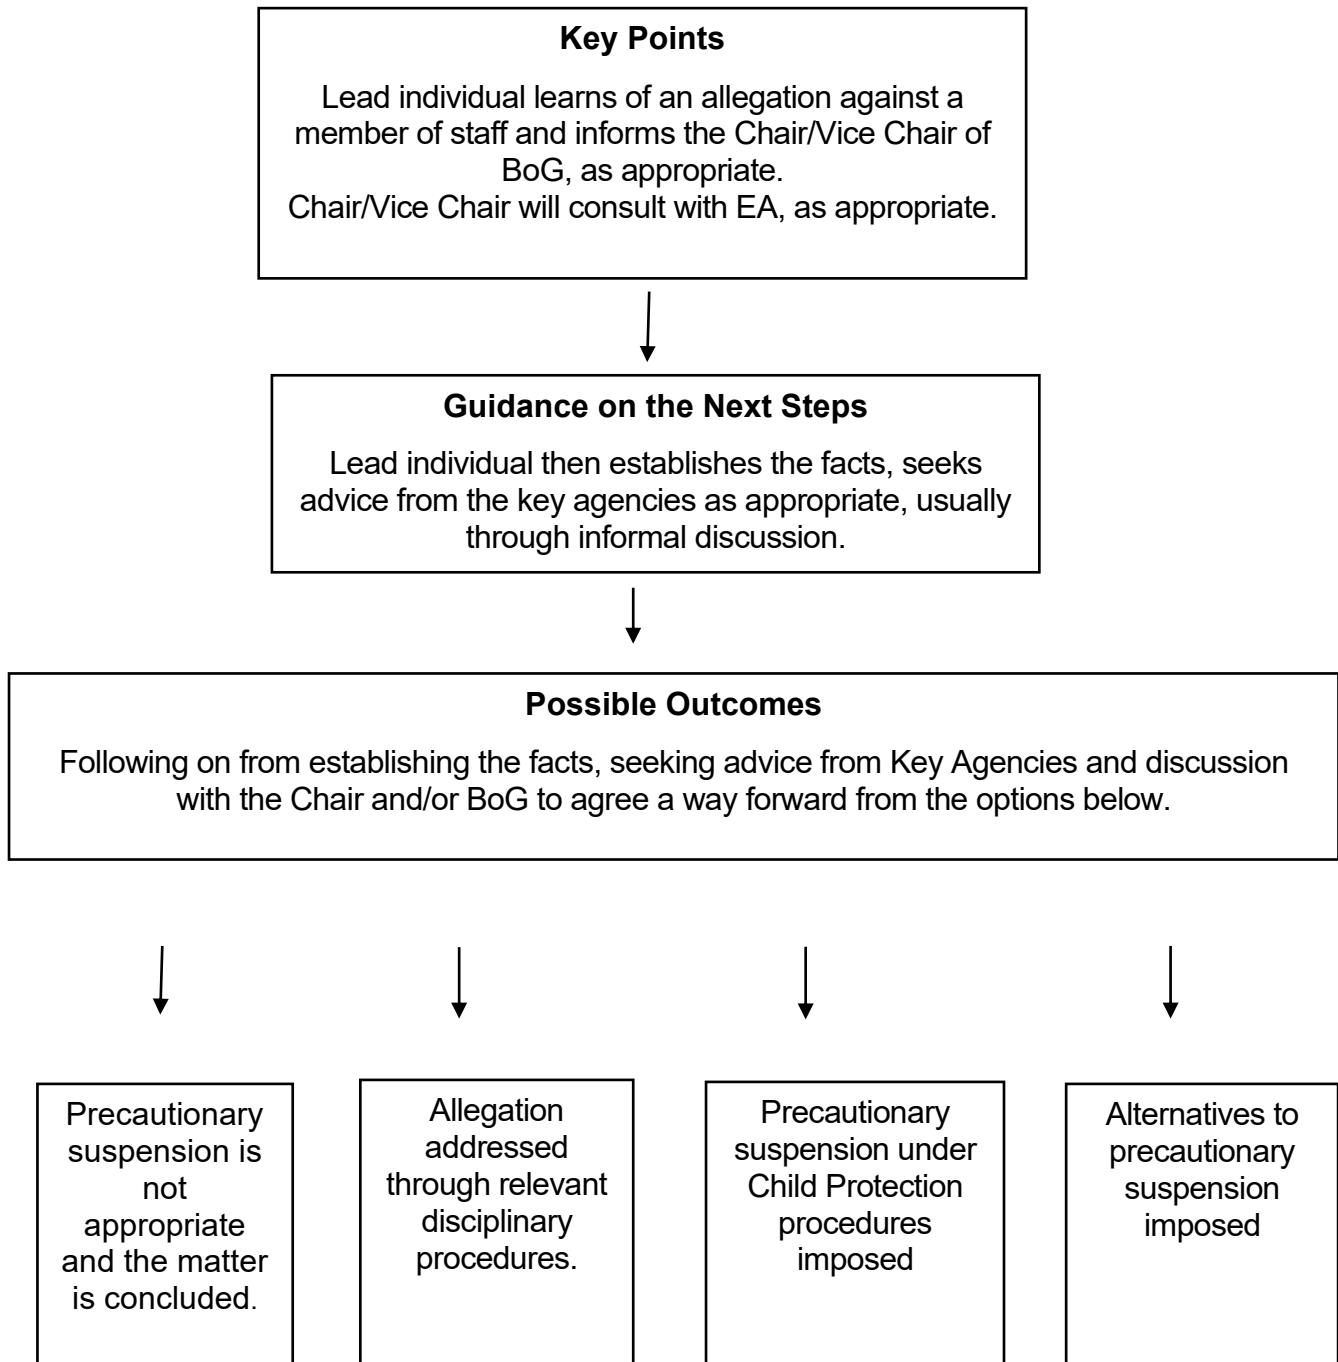 Key Points
Lead individual learns of an allegation against a
member of staff and informs the Chair/Vice Chair of
BoG, as appropriate.
Chair/Vice Chair will consult with EA, as appropriate.
Guidance on the Next Steps
Lead individual then establishes the facts, seeks
advice from the key agencies as appropriate, usually
through informal discussion.
Possible Outcomes
Following on from establishing the facts, seeking advice from Key Agencies and discussion
with the Chair and/or BoG to agree a way forward from the options below.
Precautionary
suspension is
not
appropriate
and the matter
is concluded.
Allegation
addressed
through relevant
disciplinary
procedures.
Precautionary
suspension under
Child Protection
procedures
imposed
Alternatives to
precautionary
suspension
imposed